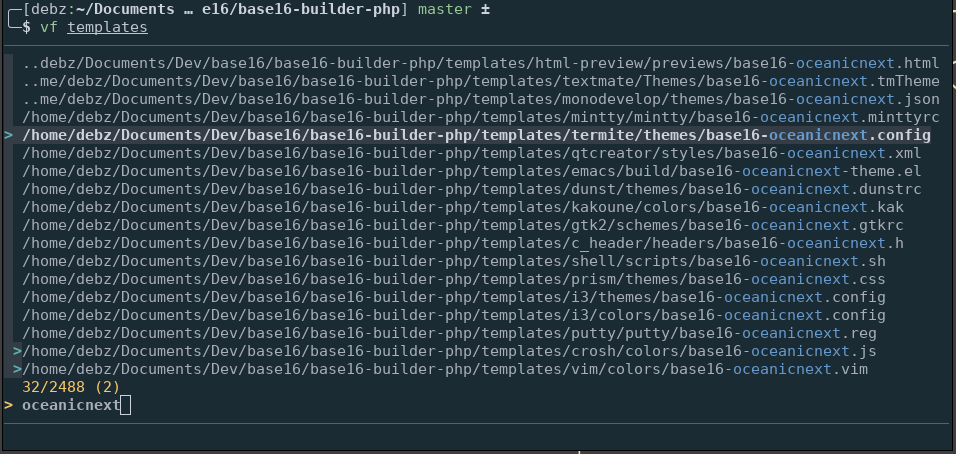 [debz:~/Documents … e16/base16-builder-php] master ±
$ vf templates
..debz/Documents/Dev/base16/base16-builder-php/templates/html-preview/previews/base16-oceanicnext.html
..me/debz/Documents/Dev/base16/base16-builder-php/templates/textmate/Themes/base16-oceanicnext.tmTheme
..me/debz/Documents/Dev/base16/base16-builder-php/templates/monodevelop/themes/base16-oceanicnext.json
/home/debz/Documents/Dev/base16/base16-builder-php/templates/mintty/mintty/base16-oceanicnext.minttyrc
> /home/debz/Documents/Dev/base16/base16-builder-php/templates/termite/themes/base16-oceanicnext.config
/home/debz/Documents/Dev/base16/base16-builder-php/templates/qtcreator/styles/base16-oceanicnext.xml
/home/debz/Documents/Dev/base16/base16-builder-php/templates/emacs/build/base16-oceanicnext-theme.el
/home/debz/Documents/Dev/base16/base16-builder-php/templates/dunst/themes/base16-oceanicnext.dunstrc
/home/debz/Documents/Dev/base16/base16-builder-php/templates/kakoune/colors/base16-oceanicnext.kak
/home/debz/Documents/Dev/base16/base16-builder-php/templates/gtk2/schemes/base16-oceanicnext.gtkrc
/home/debz/Documents/Dev/base16/base16-builder-php/templates/c_header/headers/base16-oceanicnext.h
/home/debz/Documents/Dev/base16/base16-builder-php/templates/shell/scripts/base16-oceanicnext.sh
/home/debz/Documents/Dev/base16/base16-builder-php/templates/prism/themes/base16-oceanicnext.css
/home/debz/Documents/Dev/base16/base16-builder-php/templates/i3/themes/base16-oceanicnext.config
/home/debz/Documents/Dev/base16/base16-builder-php/templates/i3/colors/base16-oceanicnext.config
/home/debz/Documents/Dev/base16/base16-builder-php/templates/putty/putty/base16-oceanicnext.reg
>/home/debz/Documents/Dev/base16/base16-builder-php/templates/crosh/colors/base16-oceanicnext.js
>/home/debz/Documents/Dev/base16/base16-builder-php/templates/vim/colors/base16-oceanicnext.vim
32/2488 (2)
> oceanicnext